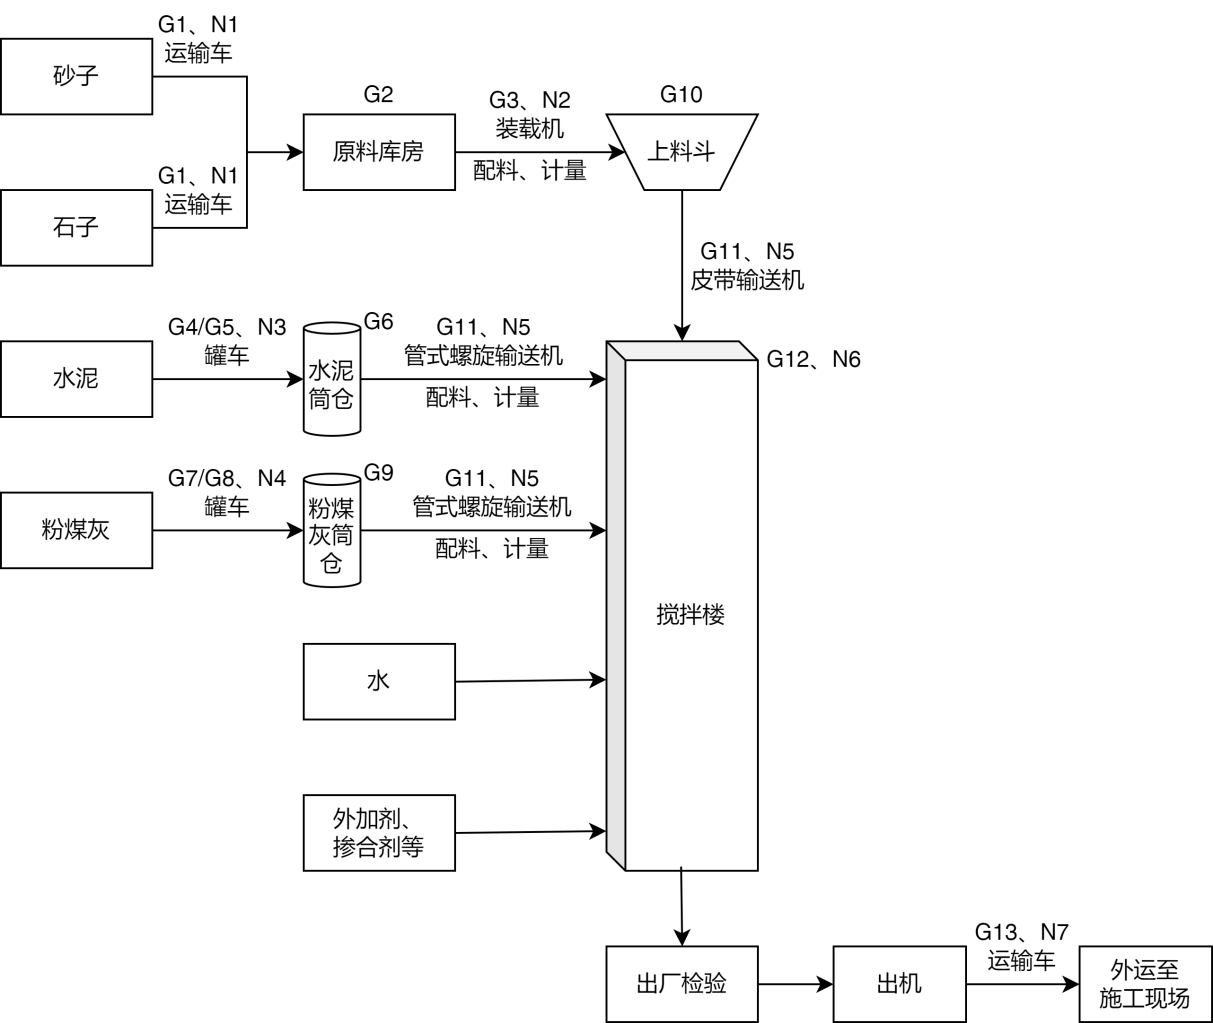 G1、N1
运输车
砂子
G2
G3、N2
装载机
G10
原料库房
上料斗
配料、计量
G1、N1
运输车
石子
G11、N5
皮带输送机
G4/G5、N3
罐车
G6
G11、N5
管式螺旋输送机
水泥
水泥
筒仓
配料、计量
G12、N6
G7/G8、N4
罐车
G9
G11、N5
管式螺旋输送机
粉煤灰
粉煤
灰筒
仓
配料、计量
搅拌楼
水
外加剂、
掺合剂等
G13、N7
运输车
出厂检验
出机
外运至
施工现场